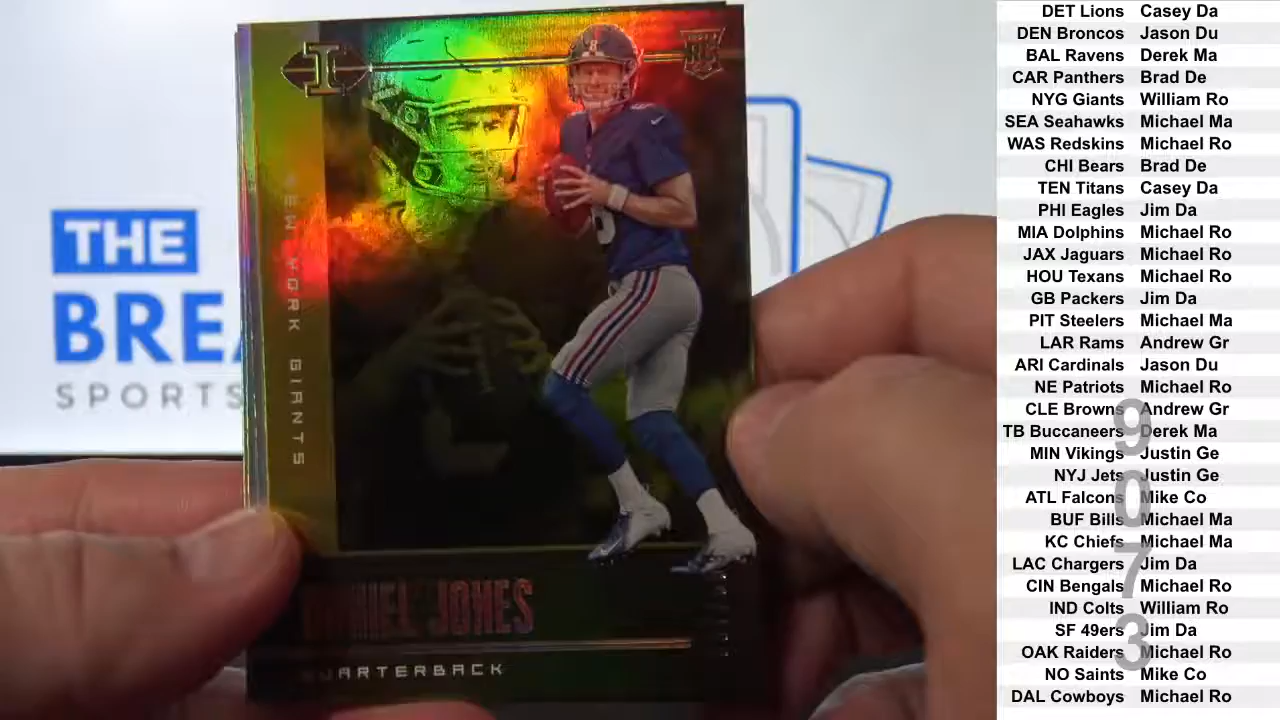 THE
BREA
SPORTS
I
RC
8
NEW YORK GIANTS
DANIEL JONES
QUARTERBACK
DET Lions Casey Da
DEN Broncos Jason Du
BAL Ravens Derek Ma
CAR Panthers Brad De
NYG Giants William Ro
SEA Seahawks Michael Ma
WAS Redskins Michael Ro
CHI Bears Brad De
TEN Titans Casey Da
PHI Eagles Jim Da
MIA Dolphins Michael Ro
JAX Jaguars Michael Ro
HOU Texans Michael Ro
GB Packers Jim Da
PIT Steelers Michael Ma
LAR Rams Andrew Gr
ARI Cardinals Jason Du
NE Patriots Michael Ro
CLE Browns Andrew Gr
TB Buccaneers Derek Ma
MIN Vikings Justin Ge
NYJ Jets Justin Ge
ATL Falcons Mike Co
BUF Bills Michael Ma
KC Chiefs Michael Ma
LAC Chargers Jim Da
CIN Bengals Michael Ro
IND Colts William Ro
SF 49ers Jim Da
OAK Raiders Michael Ro
NO Saints Mike Co
DAL Cowboys Michael Ro
9073